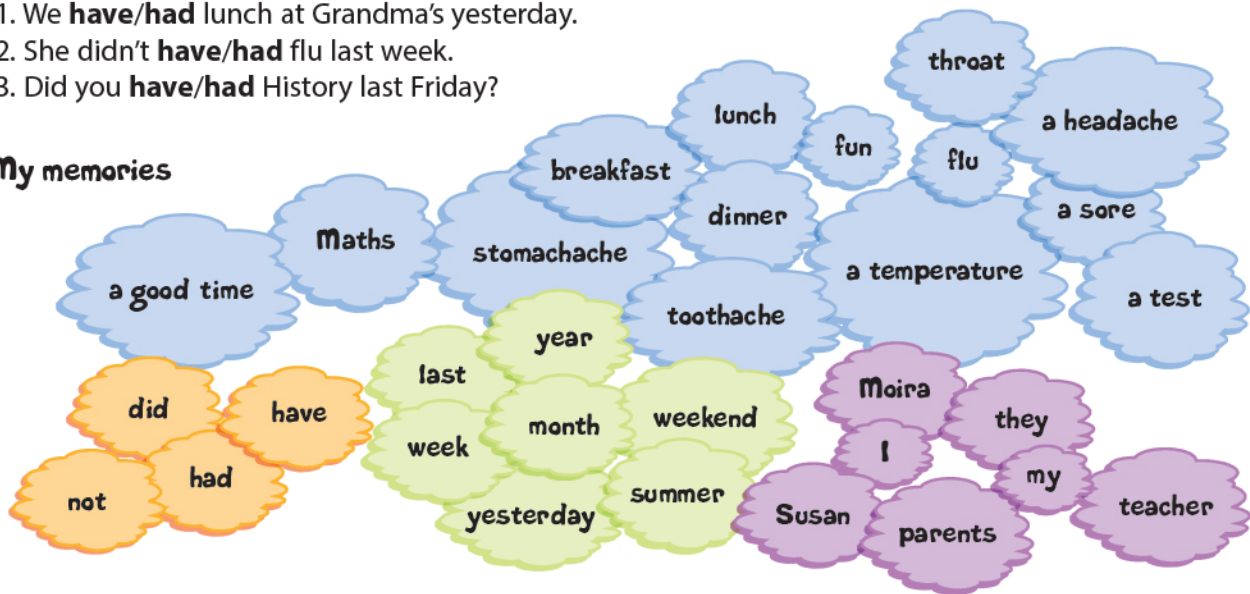 1. We have/had lunch at Grandma's yesterday.
2. She didn't have/had flu last week.
3. Did you have/had History last Friday?
My memories
throat
a headache
lunch
fun
flu
breakfast
dinner
a sore
Maths
stomachache
a temperature
a good time
toothache
a test
year
last
did
have
month
weekend
week
had
not
summer
yesterday
Moira
they
I
my
Susan
parents
teacher